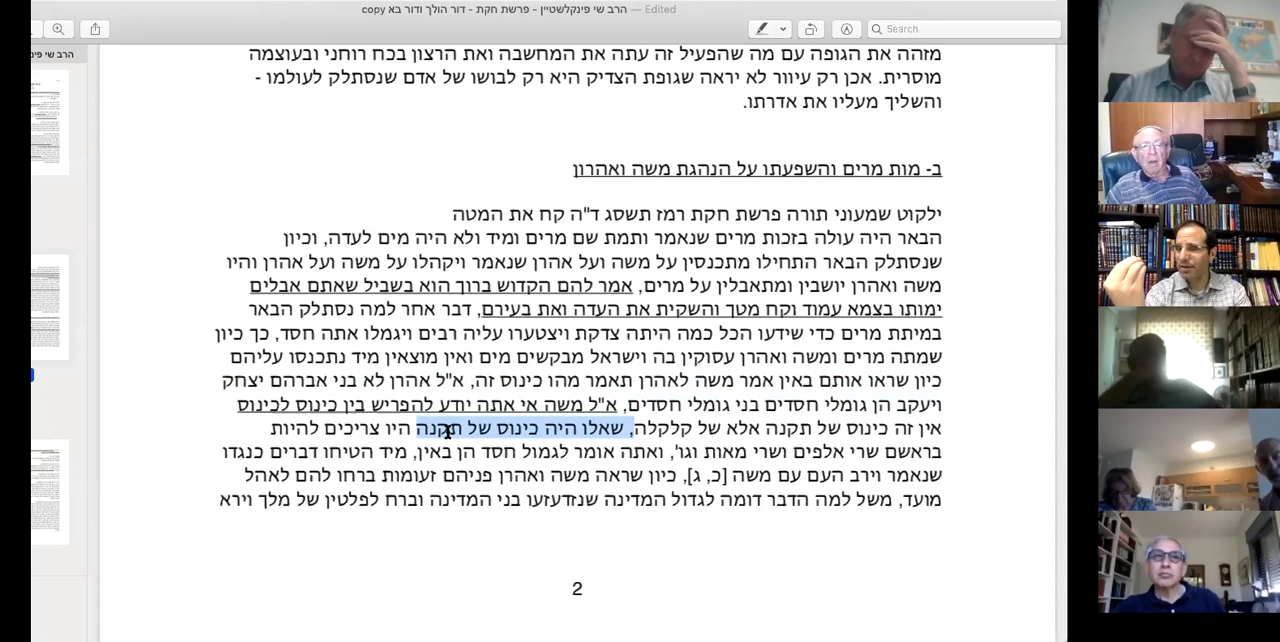 הרב שי פינקלשטיין - פרשת חקת - דור הולך ודור בא copy — Edited
Search
הרב שי פינ
מזהה את הגופה עם מה שהפעיל זה עתה את המחשבה ואת הרצון בכח רוחני ובעוצמה
מוסרית. אכן רק עיוור לא יראה שגופת הצדיק היא רק לבושו של אדם שנסתלק לעולמו -
והשליך מעליו את אדרתו.
ב- מות מרים והשפעתו על הנהגת משה ואהרון
ילקוט שמעוני תורה פרשת חקת רמז תשסג ד"ה קח את המטה
הבאר היה עולה בזכות מרים שנאמר ותמת שם מרים ומיד ולא היה מים לעדה, וכיון
שנסתלק הבאר התחילו מתכנסין על משה ועל אהרן שנאמר ויקהלו על משה ועל אהרן והיו
משה ואהרן יושבין ומתאבלין על מרים, אמר להם הקדוש ברוך הוא בשביל שאתם אבלים
ימותו בצמא עמוד וקח מטך והשקית את העדה ואת בעירם, דבר אחר למה נסתלק הבאר
במיתת מרים כדי שידעו הכל כמה היתה צדקת ויצטערו עליה רבים ויגמלו אתה חסד, כך כיון
שמתה מרים ומשה ואהרן עסוקין בה וישראל מבקשים מים ואין מוצאין מיד נתכנסו עליהם
כיון שראו אותם באין אמר משה לאהרן תאמר מהו כינוס זה, א"ל אהרן לא בני אברהם יצחק
ויעקב הן גומלי חסדים בני גומלי חסדים, א"ל משה אי אתה יודע להפריש בין כינוס לכינוס
אין זה כינוס של תקנה אלא של קלקלה, שאלו היה כינוס של תקנה היו צריכים להיות
בראשם שרי אלפים ושרי מאות וגו', ואתה אומר לגמול חסד הן באין, מיד הטיחו דברים כנגדו
שנאמר וירב העם עם משה [כ, ג], כיון שראה משה ואהרן פניהם זעומות ברחו להם לאהל
מועד, משל למה הדבר דומה לגדול המדינה שנתרעזעו בני המדינה וברח לפלטין של מלך וירא
2